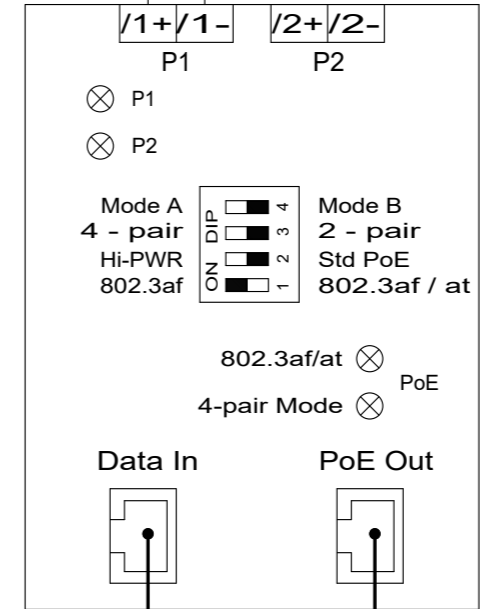 /1+ /1- /2+ /2-
P1 P2
P1
P2
Mode A 4 Mode B
4 - pair 3 2 - pair
Hi-PWR 2 Std PoE
802.3af 1 802.3af / at
ON DIP
802.3af/at
PoE
4-pair Mode
Data In PoE Out